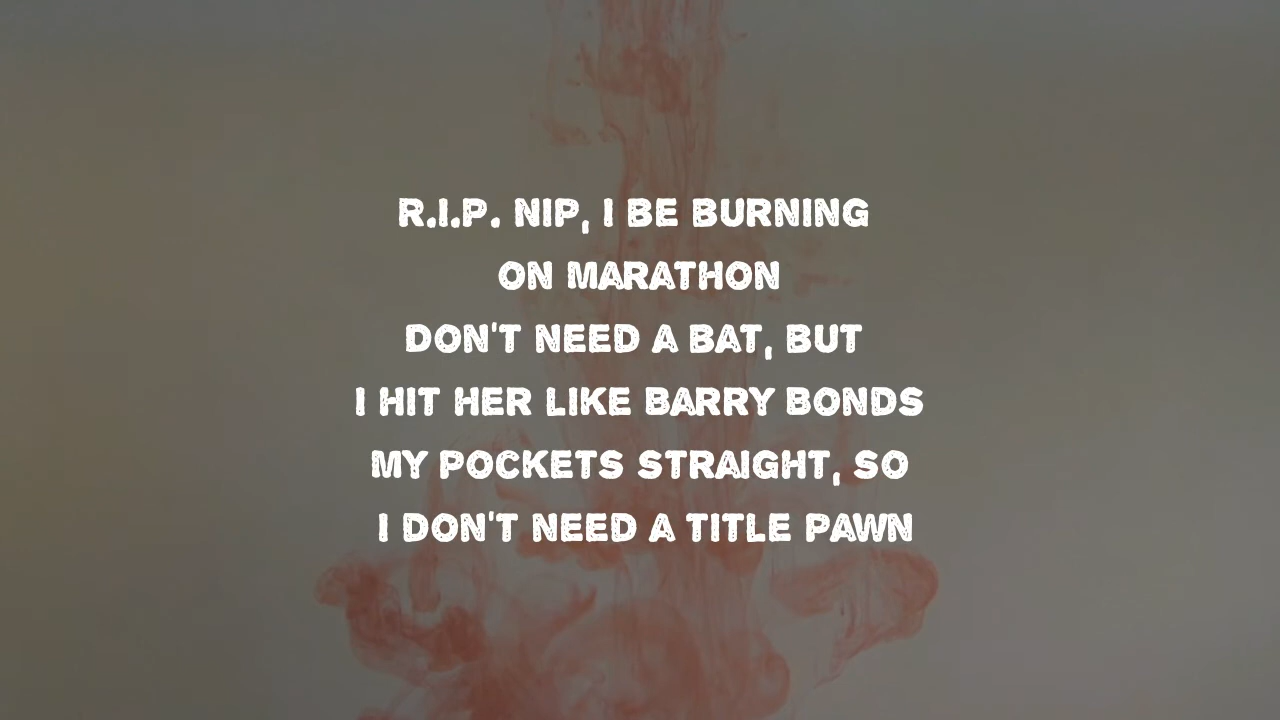 R.I.P. NIP, I BE BURNING
ON MARATHON
DON'T NEED A BAT, BUT
I HIT HER LIKE BARRY BONDS
MY POCKETS STRAIGHT, SO
I DON'T NEED A TITLE PAWN